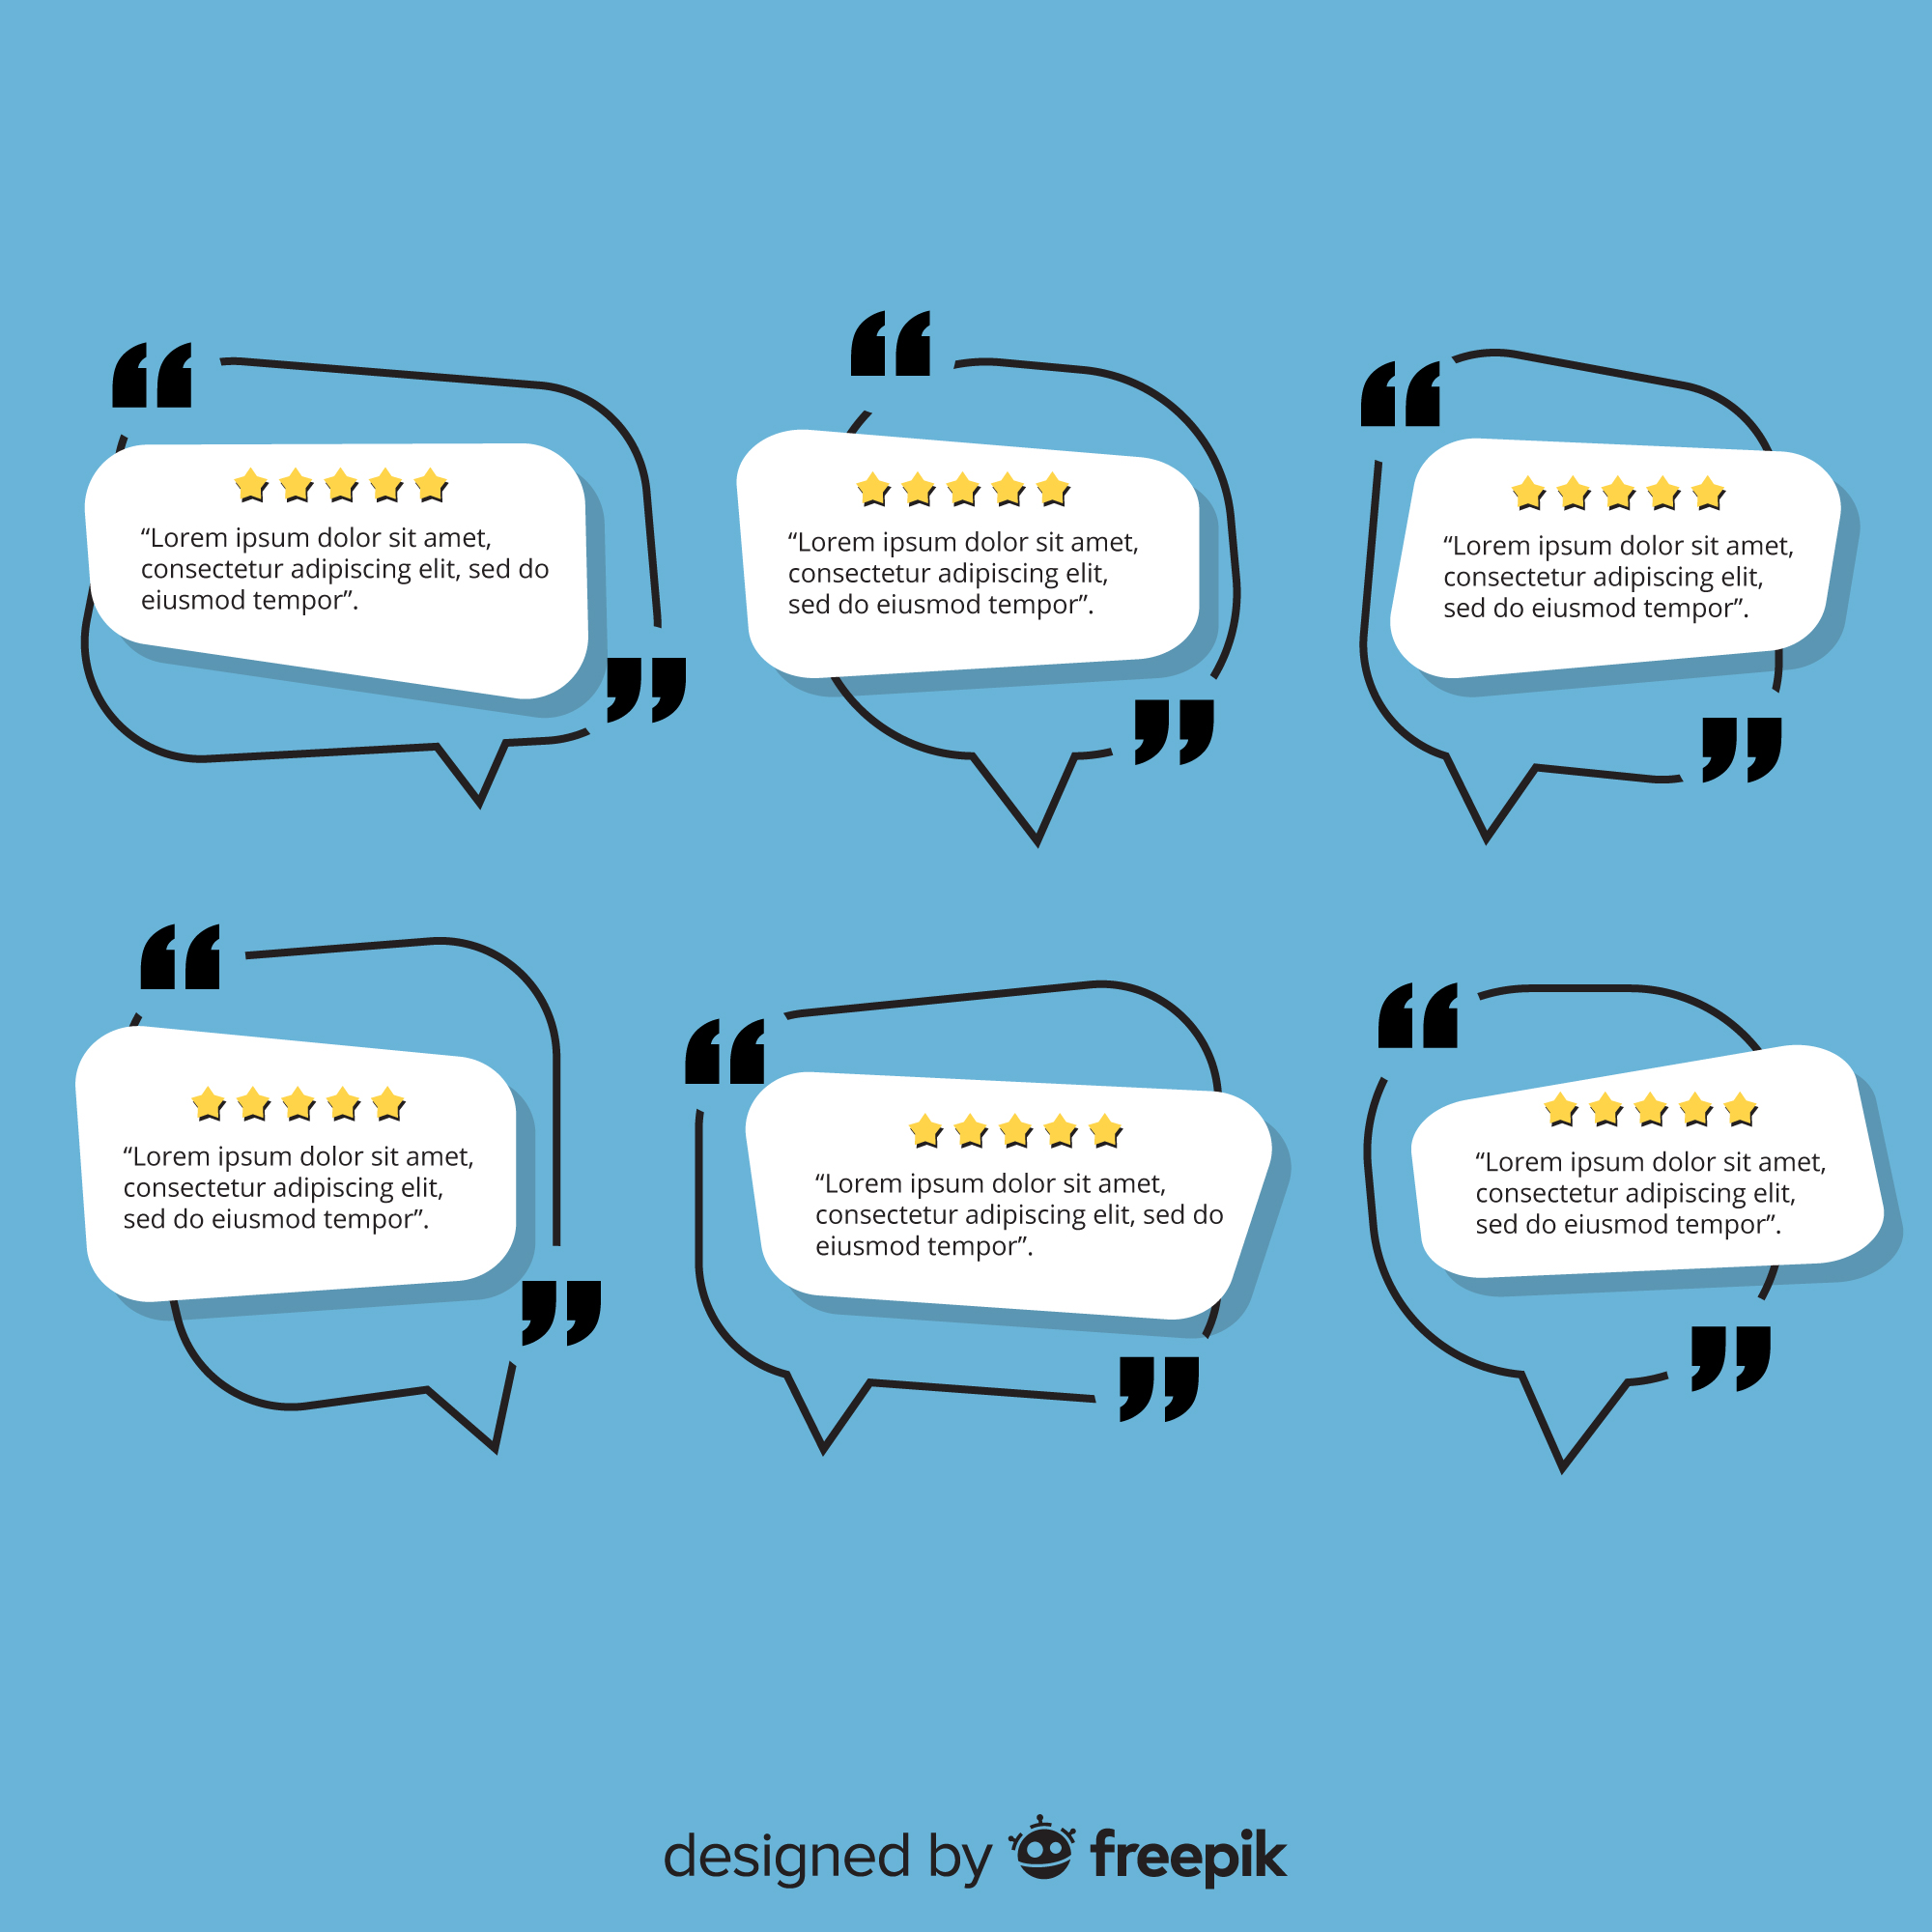 “Lorem ipsum dolor sit amet,
consectetur adipiscing elit, sed do
eiusmod tempor”.
“Lorem ipsum dolor sit amet,
consectetur adipiscing elit,
sed do eiusmod tempor”.
“Lorem ipsum dolor sit amet,
consectetur adipiscing elit,
sed do eiusmod tempor”.
“Lorem ipsum dolor sit amet,
consectetur adipiscing elit,
sed do eiusmod tempor”.
“Lorem ipsum dolor sit amet,
consectetur adipiscing elit, sed do
eiusmod tempor”.
“Lorem ipsum dolor sit amet,
consectetur adipiscing elit,
sed do eiusmod tempor”.
designed by freepik